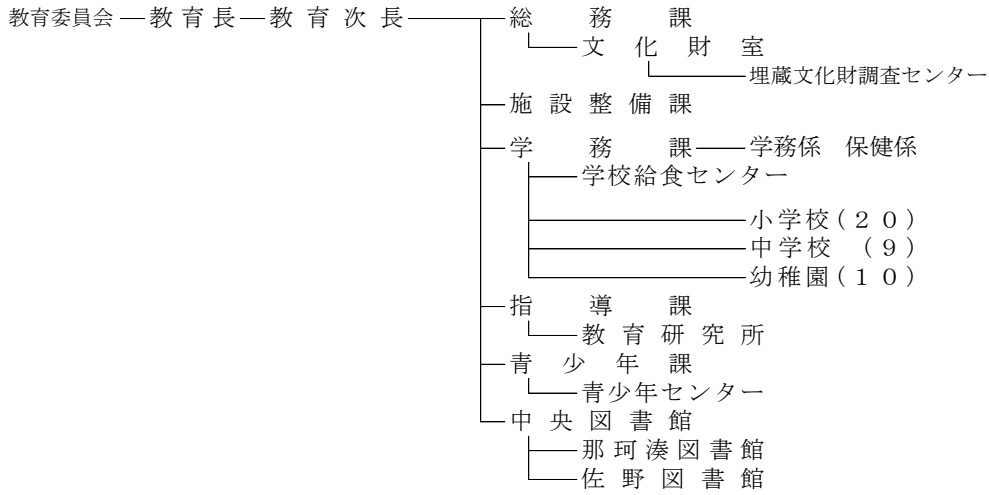 教育委員会 教育長 教育次長 総務課
文化財室
埋蔵文化財調査センター
施設整備課
学務課 学務係 保健係
学校給食センター
小学校(２０)
中学校 (９)
幼稚園(１０)
指導課
教育研究所
青少年課
青少年センター
中央図書館
那珂湊図書館
佐野図書館